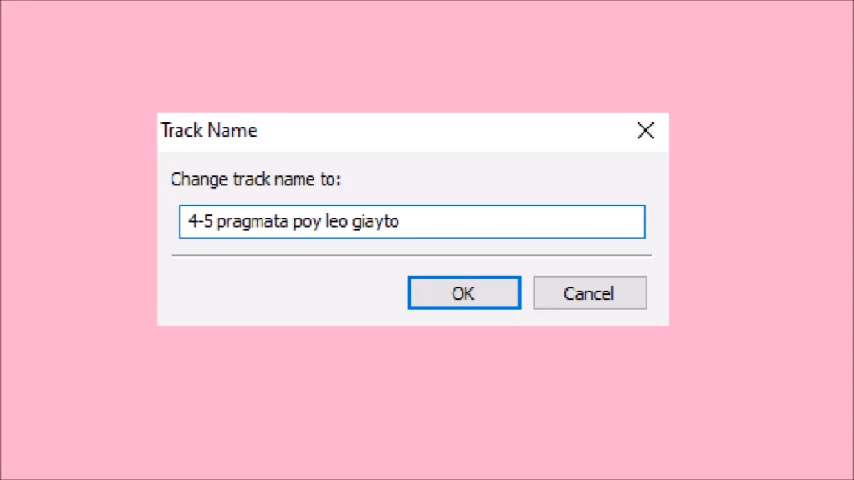 Track Name
Change track name to:
4-5 pragmata poy leo giayto
OK
Cancel